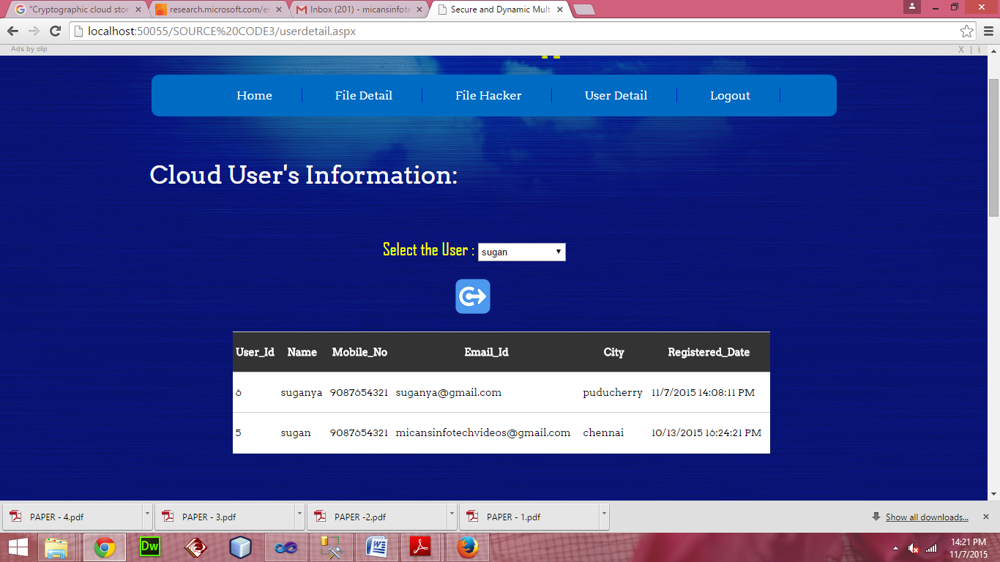 "Cryptographic cloud stor
research.microsoft.com/en
Inbox (201) - micansinfote
Secure and Dynamic Mult
localhost:50055/SOURCE%20CODE3/userdetail.aspx
Ads by clip
X | i
Home
File Detail
File Hacker
User Detail
Logout
Cloud User's Information:
Select the User :
sugan
User_Id Name Mobile_No Email_Id City Registered_Date
6 suganya 9087654321 suganya@gmail.com puducherry 11/7/2015 14:08:11 PM
5 sugan 9087654321 micansinfotechvideos@gmail.com chennai 10/13/2015 16:24:21 PM
PAPER - 4.pdf
PAPER - 3.pdf
PAPER -2.pdf
PAPER - 1.pdf
Show all downloads...
Dw
14:21 PM
11/7/2015